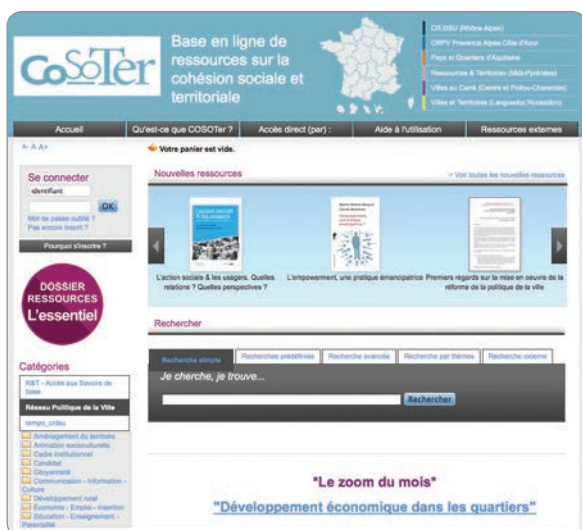 CoSoTer
Base en ligne de
ressources sur la
cohésion sociale et
territoriale
CR.DSU (Rhône Alpes)
CRPV Provence Alpes Côte d'Azur
Pays et Quartiers d'Aquitaine
Ressources & Territoires (Midi-Pyrénées)
Villes au Carré (Centre et Poitou-Charentes)
Villes et Territoires (Languedoc Roussillon)
Accueil
Qu'est-ce que COSOTer ?
Accès direct (par) :
Aide à l'utilisation
Ressources externes
A- A A+
Votre panier est vide.
Se connecter
identifiant
OK
Mot de passe oublié ?
Pas encore inscrit ?
Pourquoi s'inscrire ?
DOSSIER
RESSOURCES
L'essentiel
Catégories
R&T - Accès aux Savoirs de
base
Réseau Politique de la Ville
tempo_crdsu
Aménagement du territoire
Animation socioculturelle
Cadre institutionnel
Candidat
Citoyenneté
Communication - Information -
Culture
Développement rural
Economie - Emploi - Insertion
Education - Enseignement -
Parentalité
Nouvelles ressources
> Voir toutes les nouvelles ressources
L'action sociale & les usagers. Quelles
relations ? Quelles perspectives ?
L'empowerment, une pratique émancipatrice
Premiers regards sur la mise en oeuvre de la
réforme de la politique de la ville
Rechercher
Recherche simple
Recherches prédéfinies
Recherche avancée
Recherche par thèmes
Recherche externe
Je cherche, je trouve...
Rechercher
*Le zoom du mois*
"Développement économique dans les quartiers"